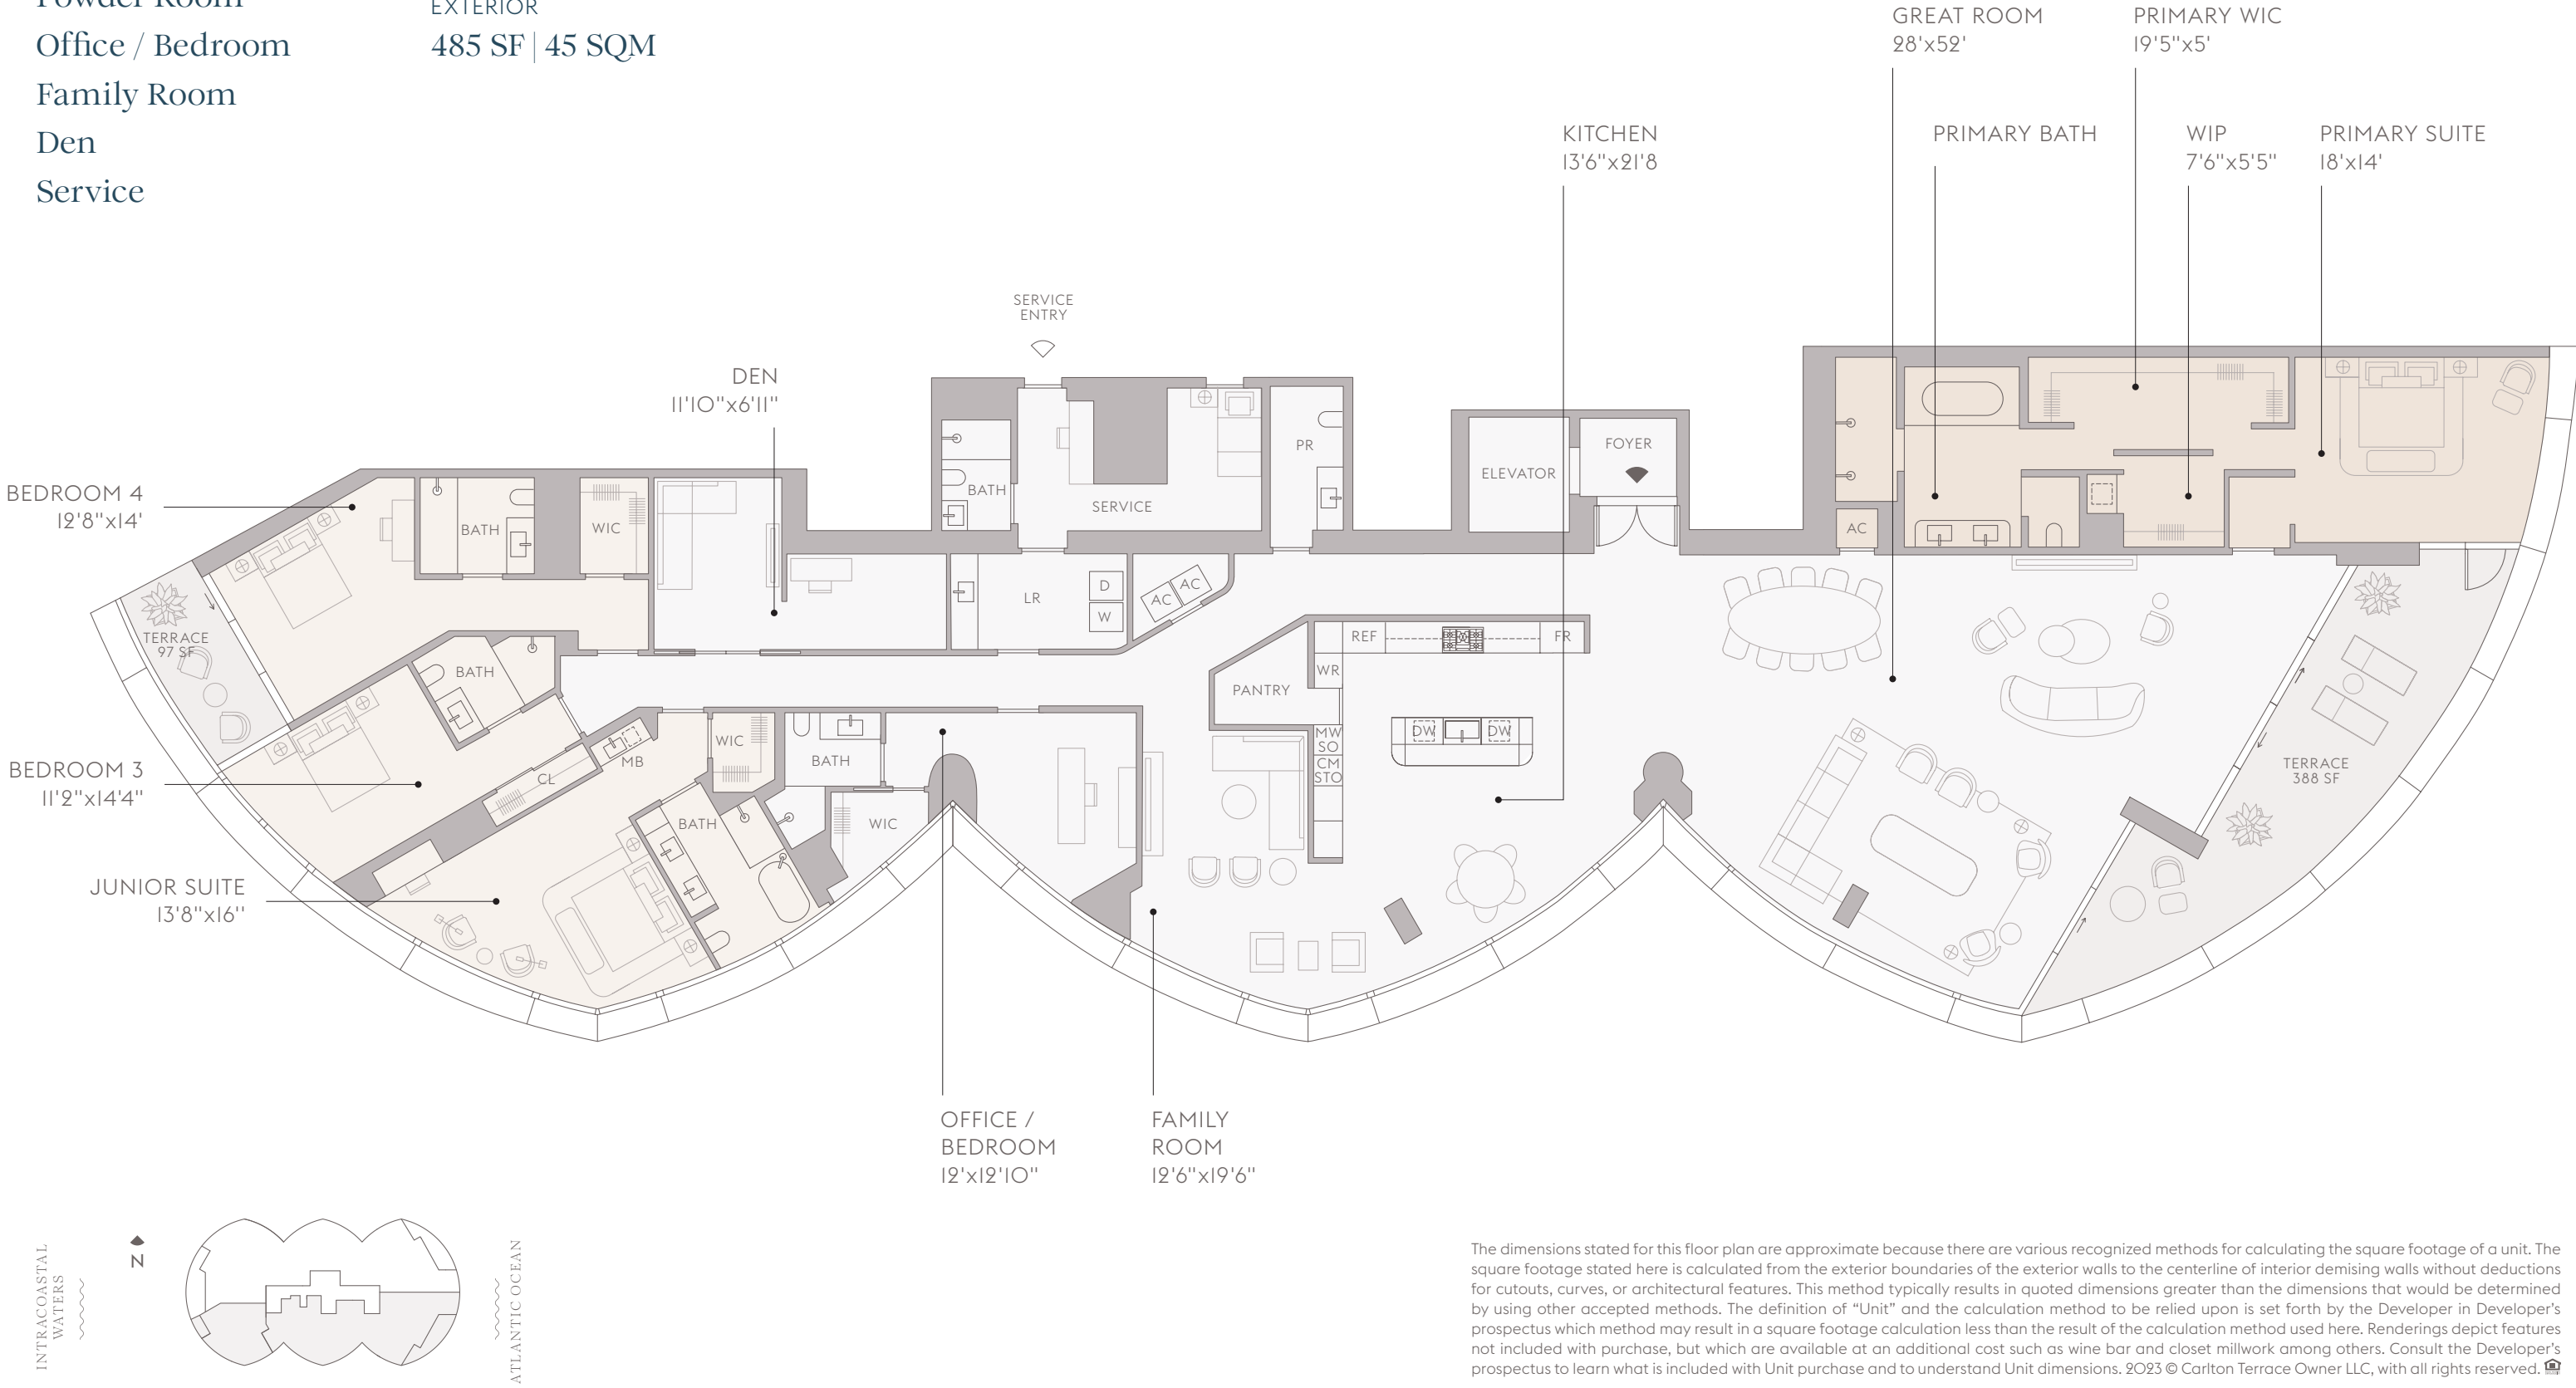 Powder Room
Office / Bedroom
Family Room
Den
Service
EXTERIOR
485 SF | 45 SQM
GREAT ROOM
28'x52'
PRIMARY WIC
19'5"x5'
KITCHEN
13'6"x21'8
PRIMARY BATH
WIP
7'6"x5'5"
PRIMARY SUITE
18'x14'
SERVICE
ENTRY
DEN
11'10"x6'11"
BEDROOM 4
12'8"x14'
BATH
WIC
BATH
SERVICE
PR
ELEVATOR
FOYER
AC
LR
D
W
AC
AC
TERRACE
97 SF
BATH
REF
FR
WR
PANTRY
MW
SO
CM
STO
DW
DW
BEDROOM 3
11'2"x14'4"
CL
MB
WIC
BATH
BATH
WIC
TERRACE
388 SF
JUNIOR SUITE
13'8"x16''
OFFICE /
BEDROOM
12'x12'10"
FAMILY
ROOM
12'6"x19'6"
INTRACOASTAL
WATERS
N
ATLANTIC OCEAN
The dimensions stated for this floor plan are approximate because there are various recognized methods for calculating the square footage of a unit. The
square footage stated here is calculated from the exterior boundaries of the exterior walls to the centerline of interior demising walls without deductions
for cutouts, curves, or architectural features. This method typically results in quoted dimensions greater than the dimensions that would be determined
by using other accepted methods. The definition of “Unit” and the calculation method to be relied upon is set forth by the Developer in Developer's
prospectus which method may result in a square footage calculation less than the result of the calculation method used here. Renderings depict features
not included with purchase, but which are available at an additional cost such as wine bar and closet millwork among others. Consult the Developer's
prospectus to learn what is included with Unit purchase and to understand Unit dimensions. 2023 © Carlton Terrace Owner LLC, with all rights reserved.